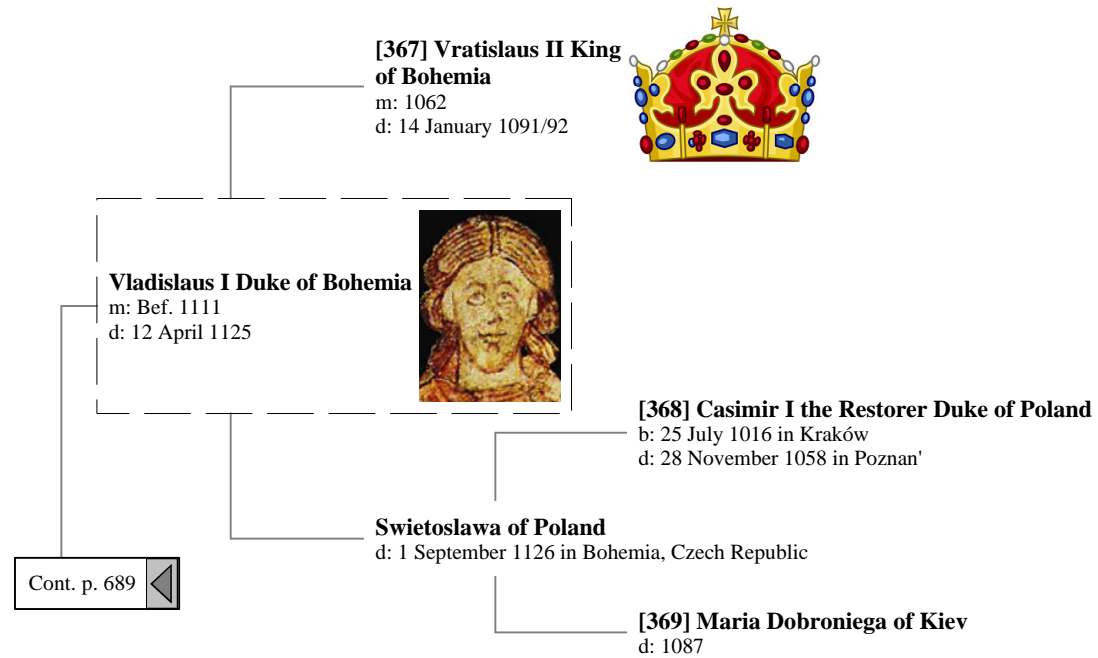 [367] Vratislaus II King
of Bohemia
m: 1062
d: 14 January 1091/92
Vladislaus I Duke of Bohemia
m: Bef. 1111
d: 12 April 1125
[368] Casimir I the Restorer Duke of Poland
b: 25 July 1016 in Kraków
d: 28 November 1058 in Poznan'
Swietoslawa of Poland
d: 1 September 1126 in Bohemia, Czech Republic
Cont. p. 689
[369] Maria Dobroniega of Kiev
d: 1087